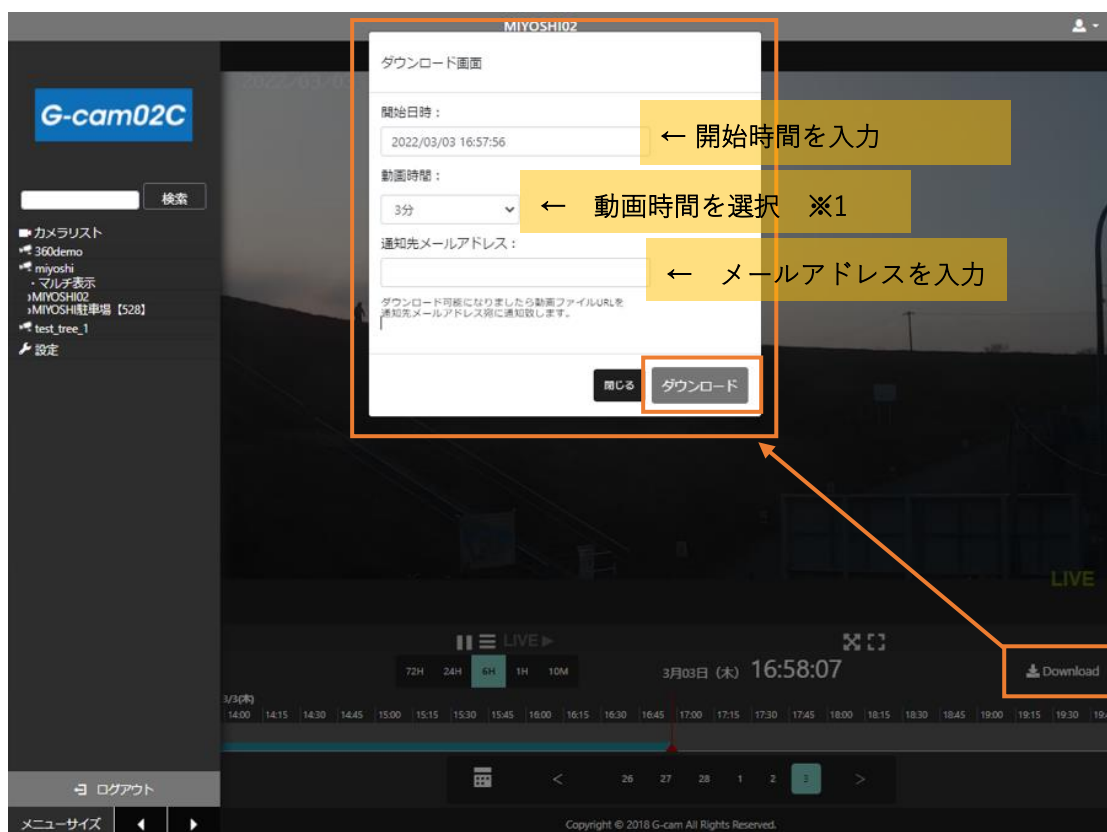 MIYOSHI02
G-cam02C
検索
カメラリスト
360demo
miyoshi
・マルチ表示
›MIYOSHI02
›MIYOSHI駐車場【528】
test_tree_1
設定
ログアウト
メニューサイズ
2022/03/03
ダウンロード画面
開始日時：
2022/03/03 16:57:56
← 開始時間を入力
動画時間：
3分
← 動画時間を選択 ※1
通知先メールアドレス：
← メールアドレスを入力
ダウンロード可能になりましたら動画ファイルURLを
通知先メールアドレス宛に通知致します。
閉じる ダウンロード
LIVE
LIVE
72H 24H 6H 1H 10M
3月03日（木） 16:58:07
Download
3/3(木)
14:00 14:15 14:30 14:45 15:00 15:15 15:30 15:45 16:00 16:15 16:30 16:45 17:00 17:15 17:30 17:45 18:00 18:15 18:30 18:45 19:00 19:15 19:30
< 26 27 28 1 2 3 >
Copyright © 2018 G-cam All Rights Reserved.